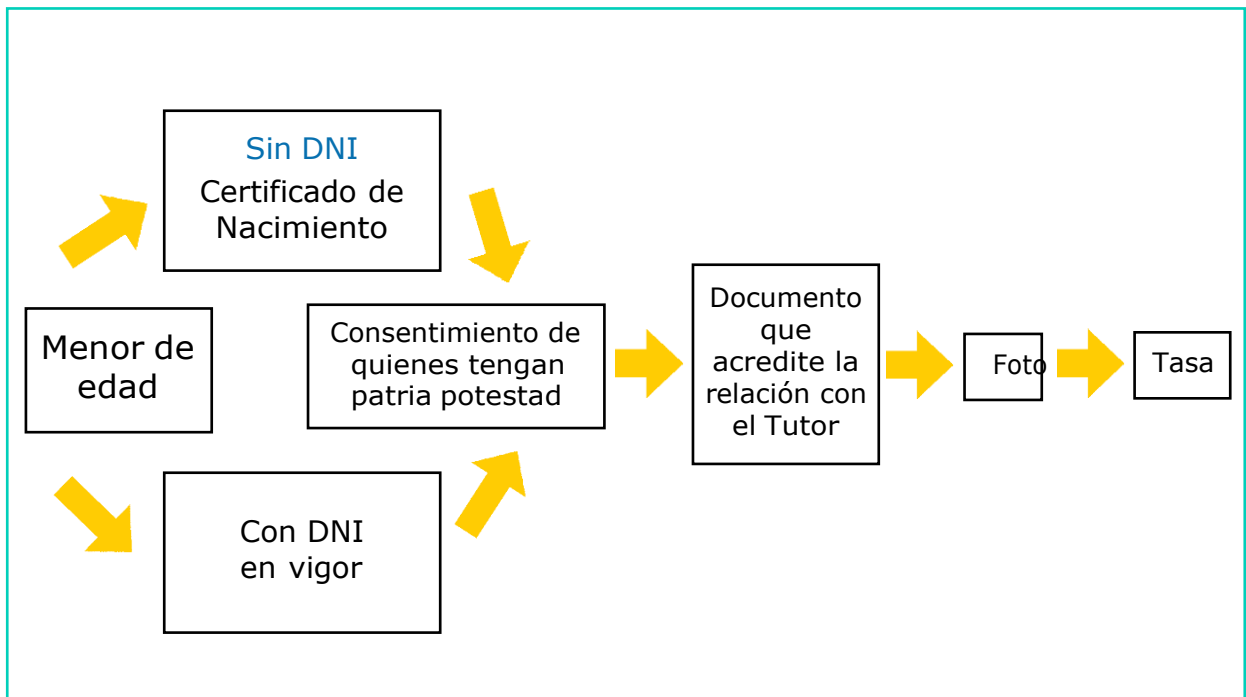 Menor de
edad
Sin DNI
Certificado de
Nacimiento
Con DNI
en vigor
Consentimiento de
quienes tengan
patria potestad
Documento
que
acredite la
relación con
el Tutor
Foto
Tasa